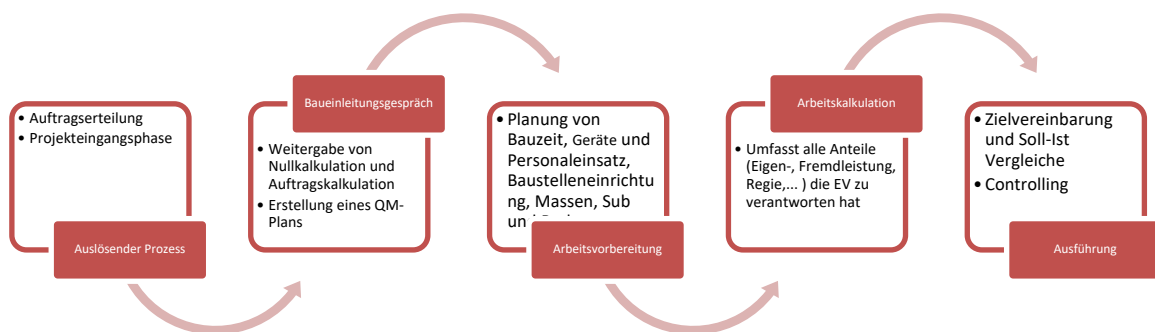 • Auftragserteilung
• Projekteingangsphase
Auslösender Prozess
Baueinleitungsgespräch
• Weitergabe von
Nullkalkulation und
Auftragskalkulation
• Erstellung eines QM-
Plans
• Planung von
Bauzeit, Geräte und
Personaleinsatz,
Baustelleneinrichtu
ng, Massen, Sub
Arbeitsvorbereitung
Arbeitskalkulation
• Umfasst alle Anteile
(Eigen-, Fremdleistung,
Regie,... ) die EV zu
verantworten hat
• Zielvereinbarung
und Soll-Ist
Vergleiche
• Controlling
Ausführung